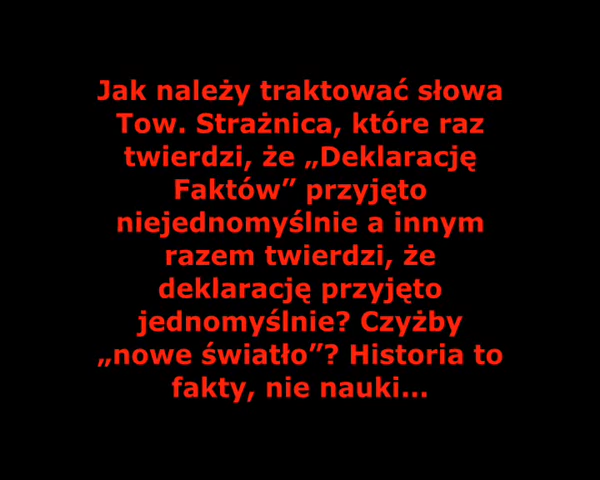 Jak należy traktować słowa
Tow. Strażnica, które raz
twierdzi, że „Deklarację
Faktów” przyjęto
niejednomyślnie a innym
razem twierdzi, że
deklarację przyjęto
jednomyślnie? Czyżby
„nowe światło”? Historia to
fakty, nie nauki...